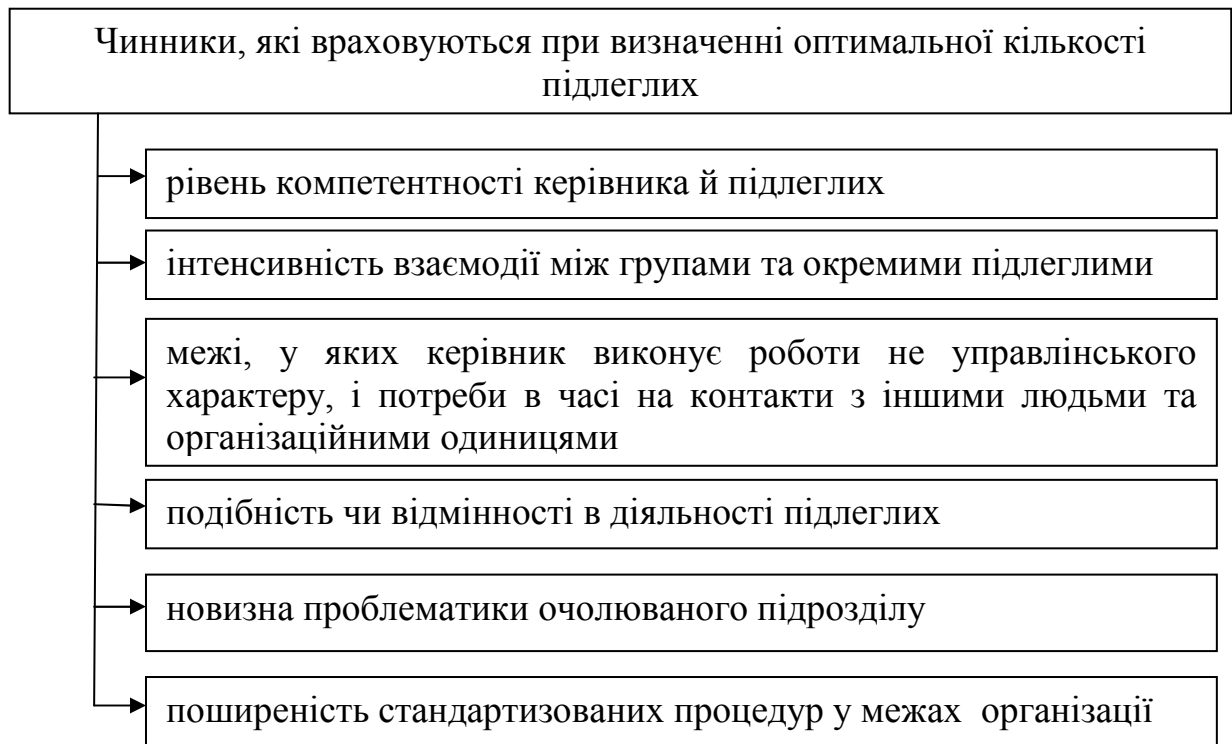 Чинники, які враховуються при визначенні оптимальної кількості
підлеглих
рівень компетентності керівника й підлеглих
інтенсивність взаємодії між групами та окремими підлеглими
межі, у яких керівник виконує роботи не управлінського
характеру, і потреби в часі на контакти з іншими людьми та
організаційними одиницями
подібність чи відмінності в діяльності підлеглих
новизна проблематики очолюваного підрозділу
поширеність стандартизованих процедур у межах організації